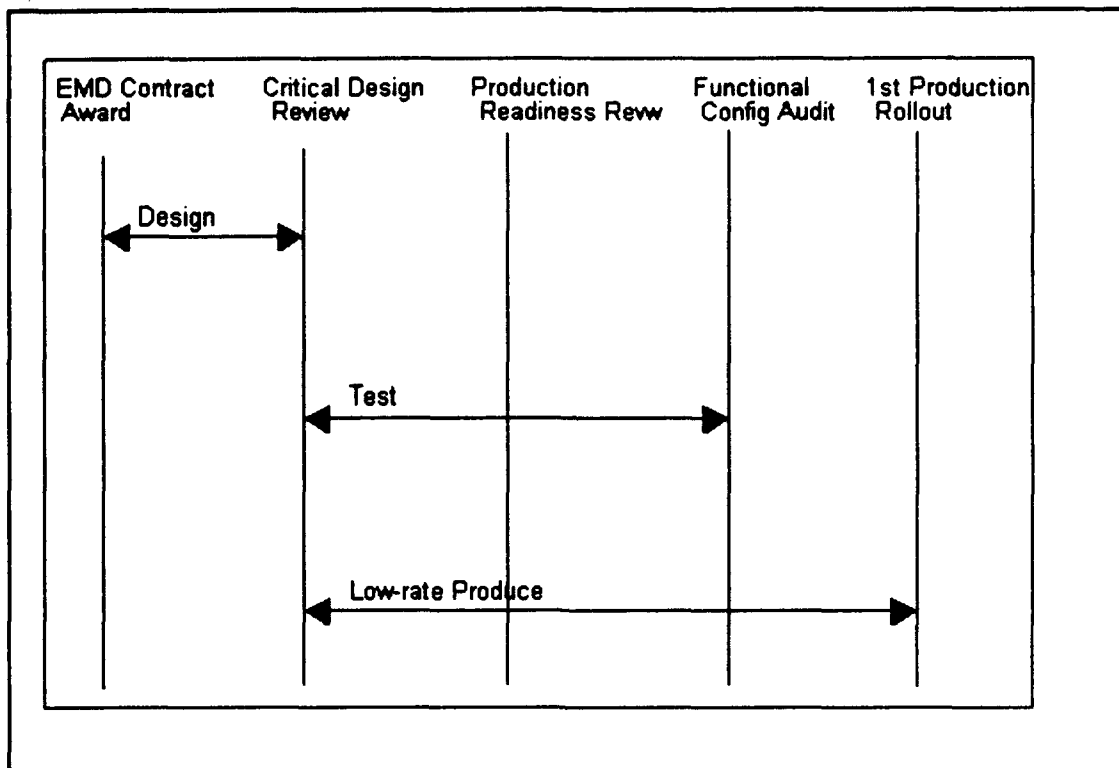 EMD Contract
Award
Critical Design
Review
Production
Readiness Revw
Functional
Config Audit
1st Production
Rollout
Design
Test
Low-rate Produce